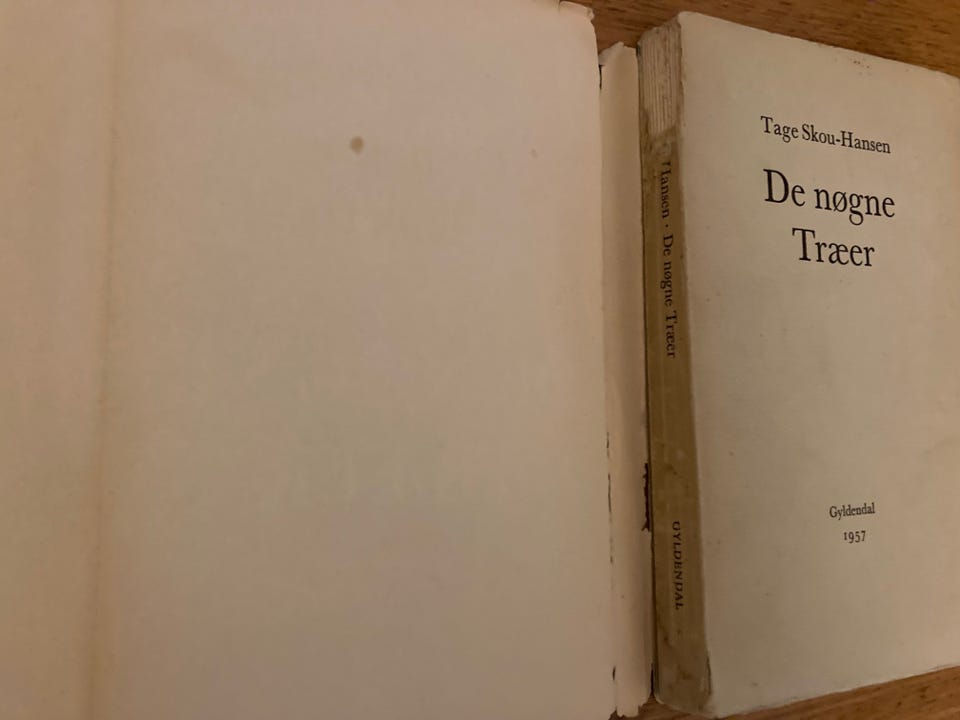 Tage Skou-Hansen
De nøgne
Træer
Gyldendal
1957
Hansen · De nøgne Træer
GYLDENDAL